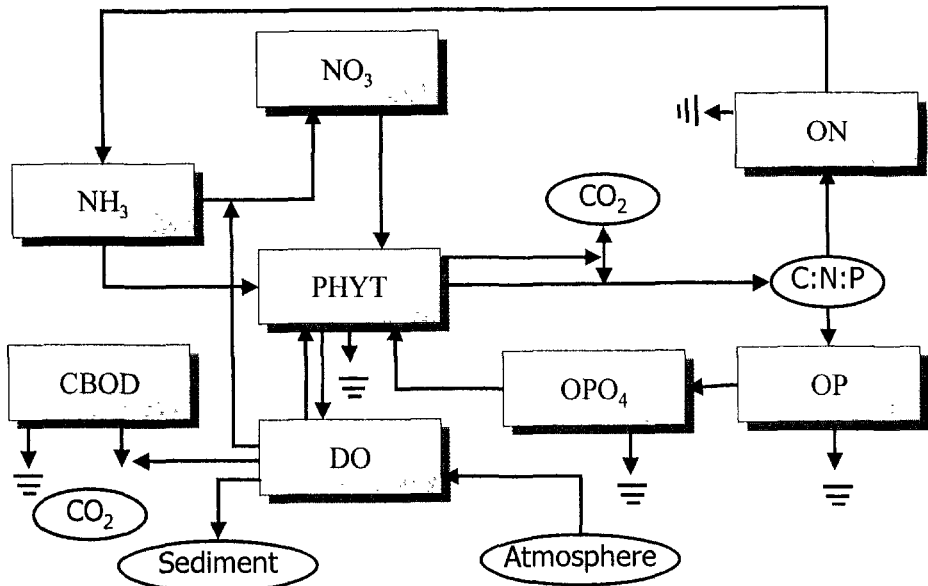 NO₃
ON
NH₃
CO₂
PHYT
C:N:P
CBOD
OPO₄
OP
DO
CO₂
Sediment
Atmosphere